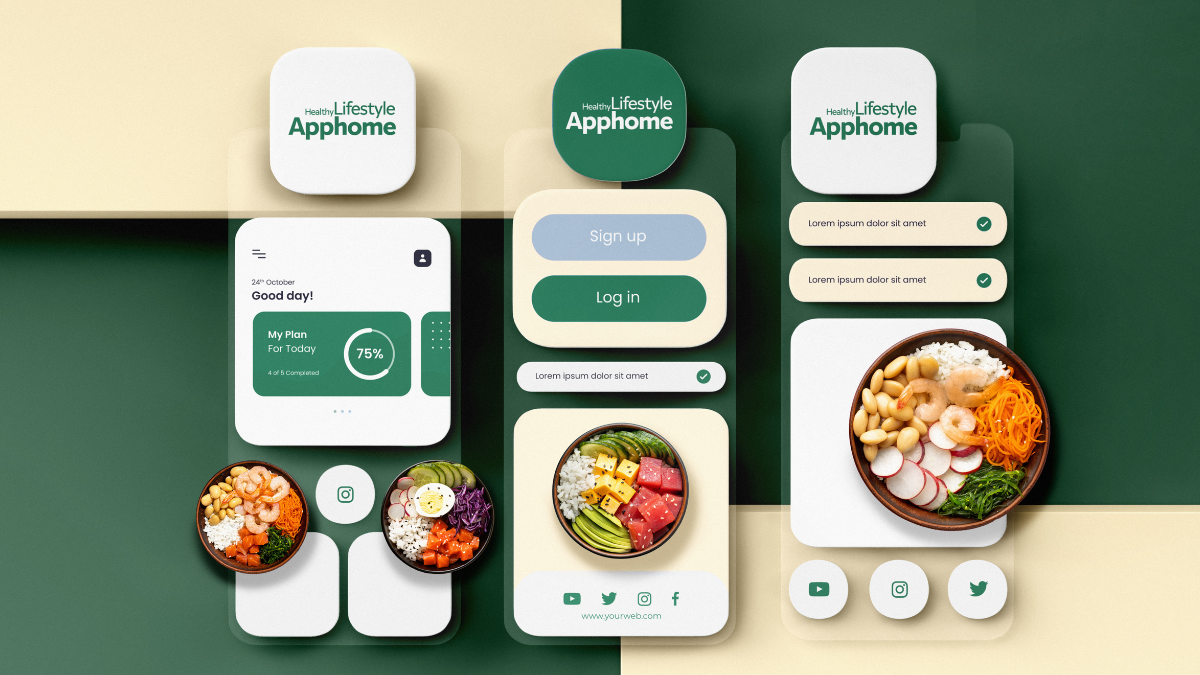 Healthy Lifestyle
Apphome
24th October
Good day!
My Plan
For Today
4 of 5 Completed
75%
Healthy Lifestyle
Apphome
Sign up
Log in
Lorem ipsum dolor sit amet
www.yourweb.com
Healthy Lifestyle
Apphome
Lorem ipsum dolor sit amet
Lorem ipsum dolor sit amet